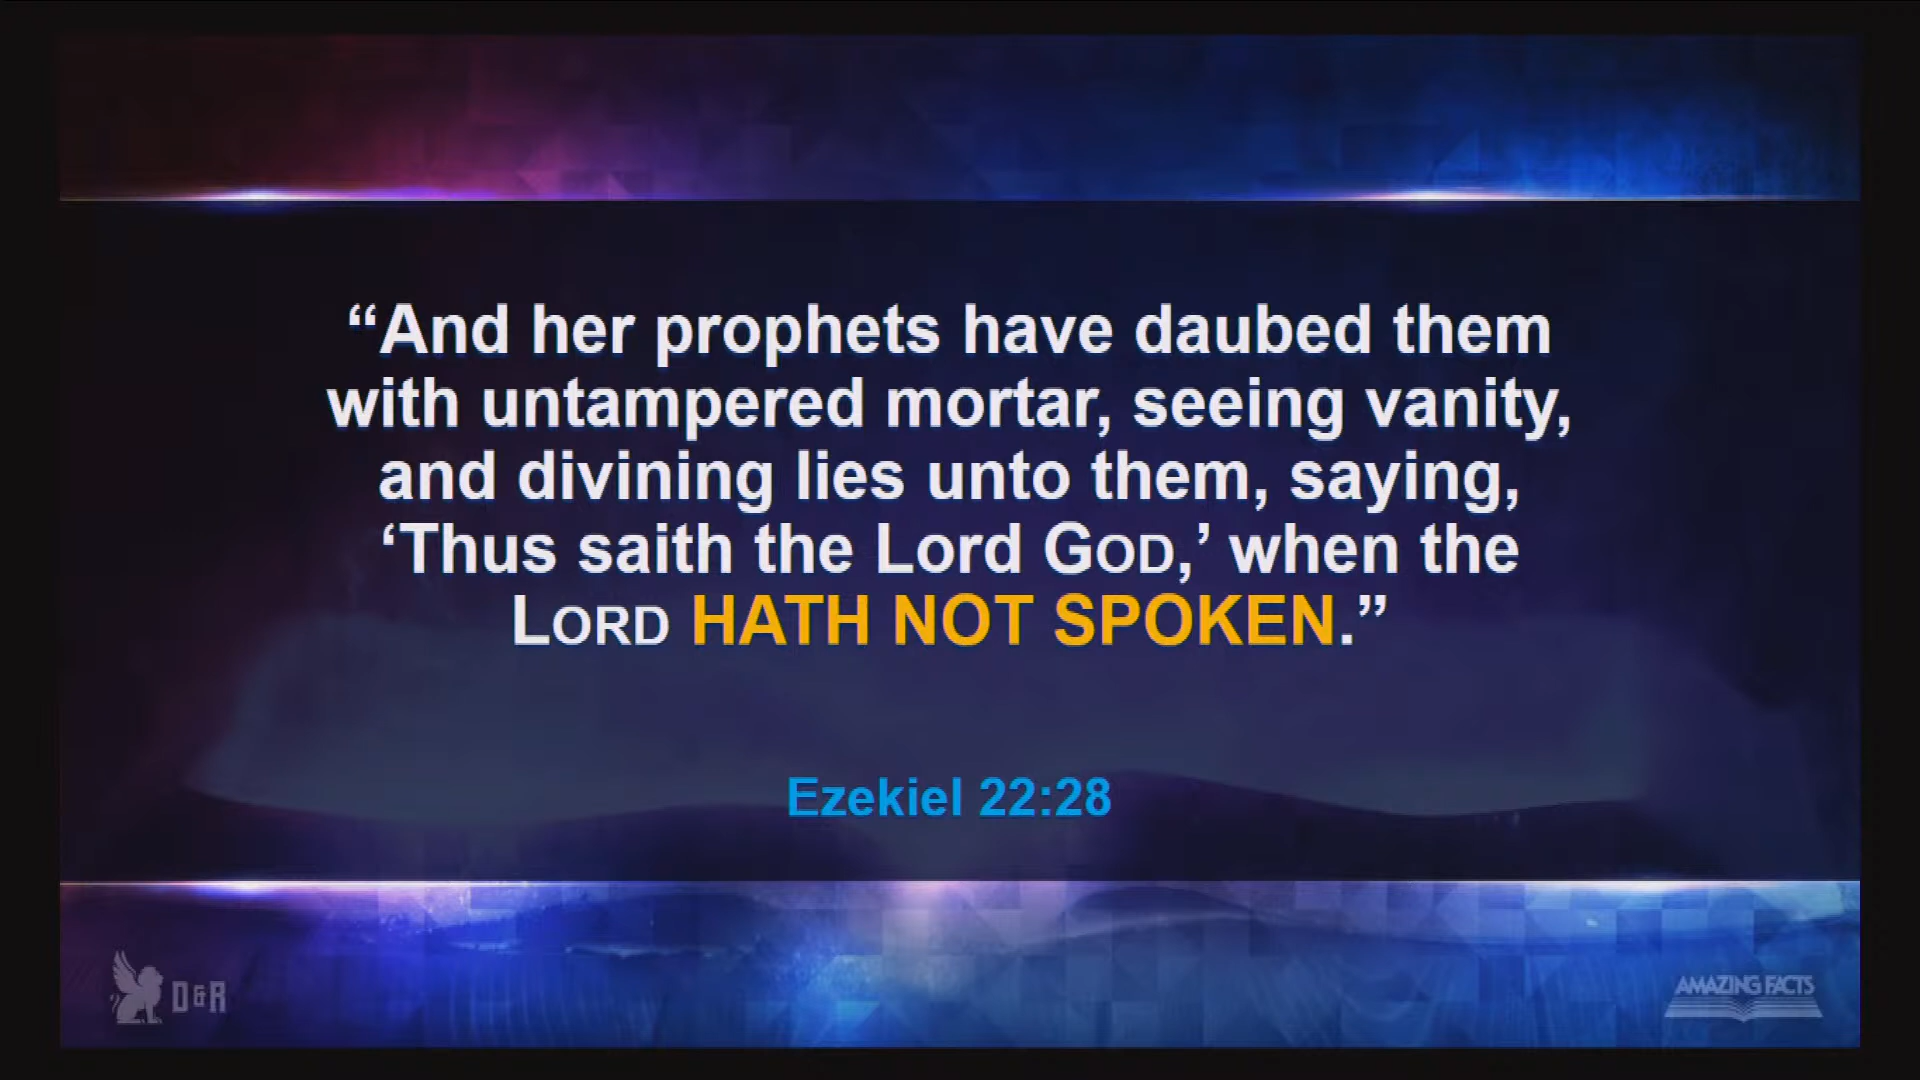 “And her prophets have daubed them
with untampered mortar, seeing vanity,
and divining lies unto them, saying,
‘Thus saith the Lord GOD,’ when the
LORD HATH NOT SPOKEN.”
Ezekiel 22:28
D&R
AMAZING FACTS